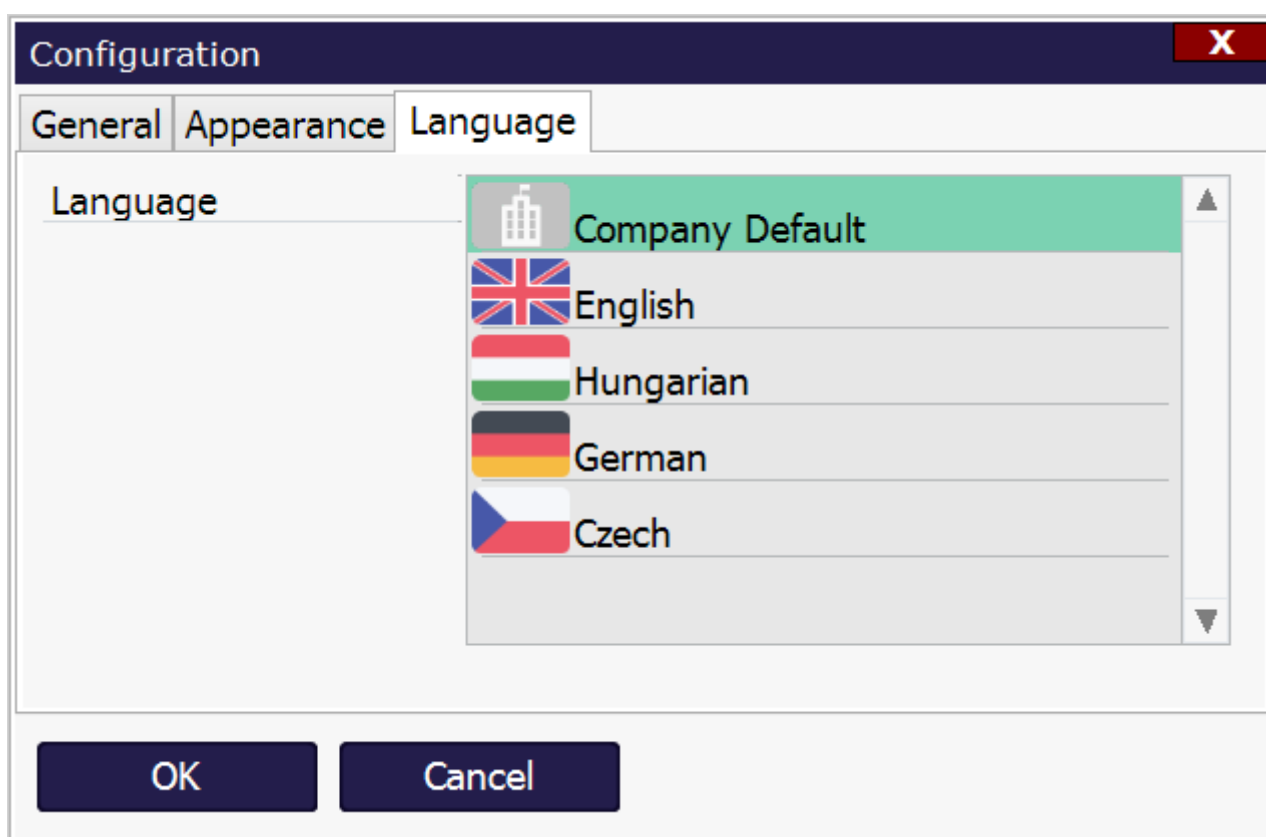 Configuration
X
General Appearance Language
Language
Company Default
English
Hungarian
German
Czech
OK Cancel